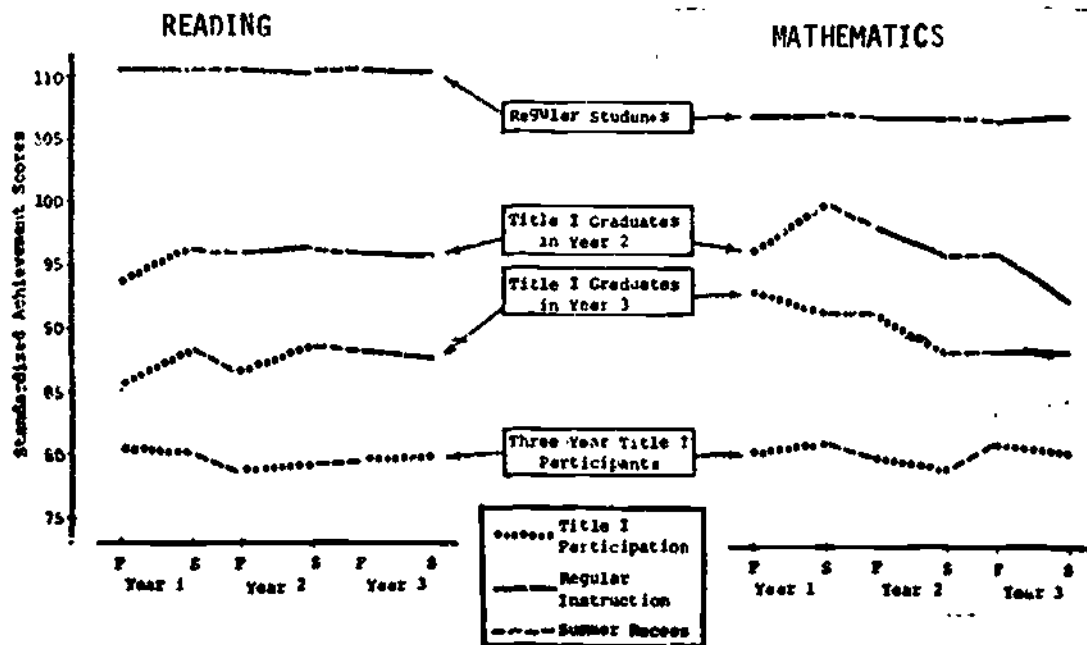 READING
MATHEMATICS
Standardized Achievement Scores
110
105
100
95
90
85
80
75
Regular Students
Title I Graduates
in Year 2
Title I Graduates
in Year 3
Three Year Title I
Participants
F S F S F S
Year 1 Year 2 Year 3
Title I
Participation
Regular
Instruction
Summer Recess
F S F S F S
Year 1 Year 2 Year 3